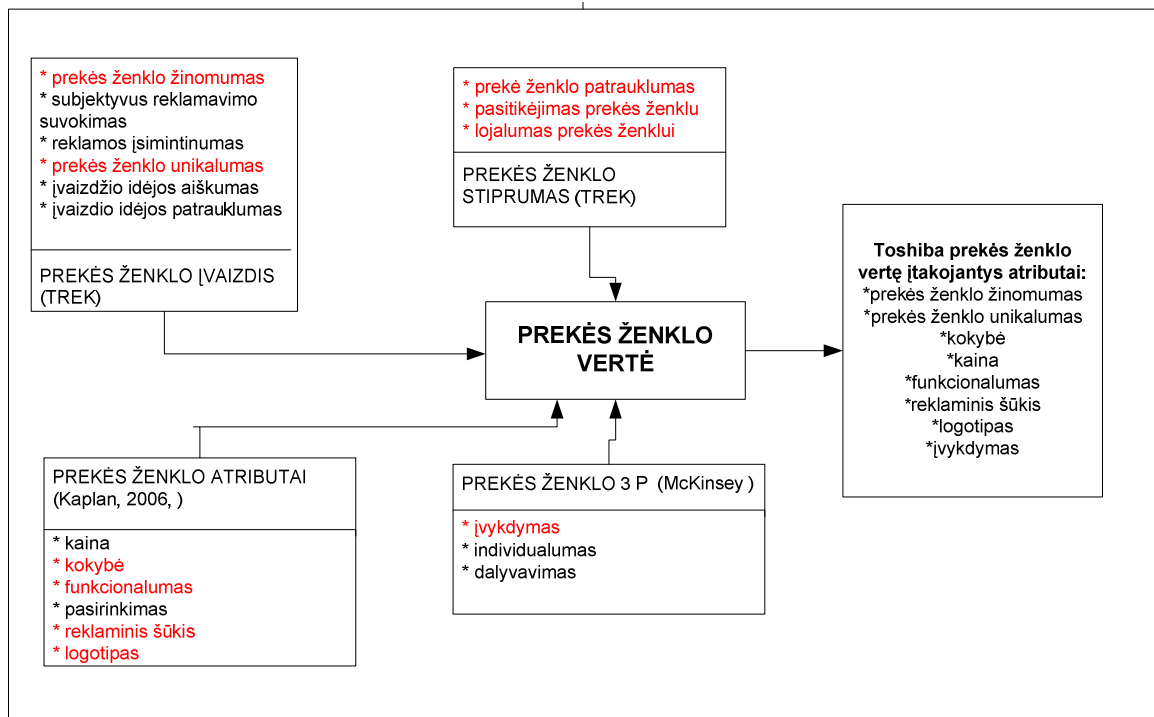 * prekės ženklo žinomumas
* subjektyvus reklamavimo
suvokimas
* reklamos įsimintinumas
* prekės ženklo unikalumas
* įvaizdžio idėjos aiškumas
* įvaizdio idėjos patrauklumas
PREKĖS ŽENKLO ĮVAIZDIS
(TREK)
* prekė ženklo patrauklumas
* pasitikėjimas prekės ženklu
* lojalumas prekės ženklui
PREKĖS ŽENKLO
STIPRUMAS (TREK)
PREKĖS ŽENKLO
VERTĖ
Toshiba prekės ženklo
vertę įtakojantys atributai:
*prekės ženklo žinomumas
*prekės ženklo unikalumas
*kokybė
*kaina
*funkcionalumas
*reklaminis šūkis
*logotipas
*įvykdymas
PREKĖS ŽENKLO ATRIBUTAI
(Kaplan, 2006, )
* kaina
* kokybė
* funkcionalumas
* pasirinkimas
* reklaminis šūkis
* logotipas
PREKĖS ŽENKLO 3 P (McKinsey )
* įvykdymas
* individualumas
* dalyvavimas